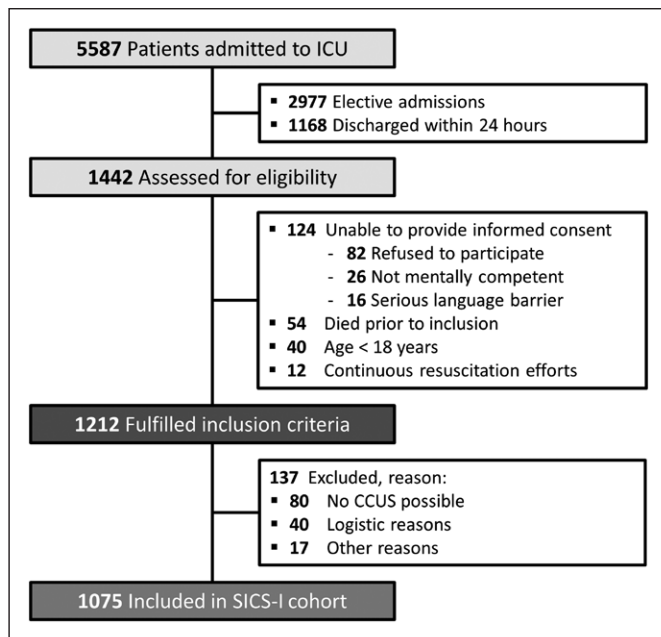 5587 Patients admitted to ICU
▪ 2977 Elective admissions
▪ 1168 Discharged within 24 hours
1442 Assessed for eligibility
▪ 124 Unable to provide informed consent
- 82 Refused to participate
- 26 Not mentally competent
- 16 Serious language barrier
▪ 54 Died prior to inclusion
▪ 40 Age < 18 years
▪ 12 Continuous resuscitation efforts
1212 Fulfilled inclusion criteria
137 Excluded, reason:
▪ 80 No CCUS possible
▪ 40 Logistic reasons
▪ 17 Other reasons
1075 Included in SICS-I cohort